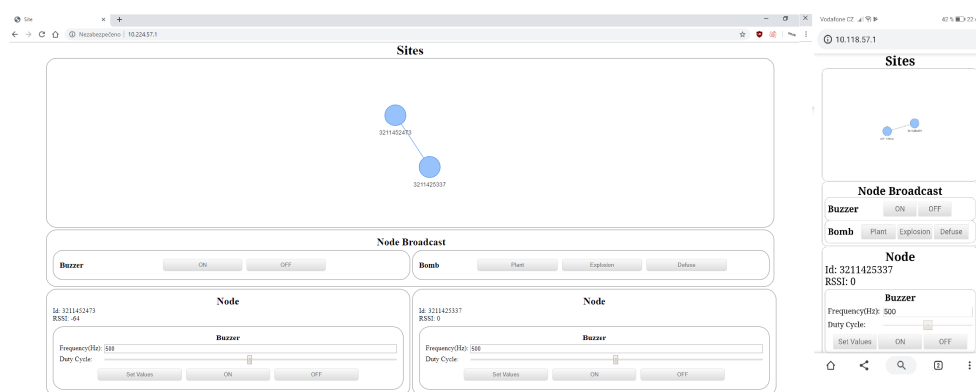 Site
Nezabezpečeno | 10.224.57.1
Sites
3211452473
3211425337
Node Broadcast
Buzzer ON OFF
Bomb Plant Explosion Defuse
Node
Id: 3211452473
RSSI: -64
Buzzer
Frequency(Hz): 500
Duty Cycle:
Set Values ON OFF
Node
Id: 3211425337
RSSI: 0
Buzzer
Frequency(Hz): 500
Duty Cycle:
Set Values ON OFF
Vodafone CZ 42 % 22:
10.118.57.1
Sites
Node Broadcast
Buzzer ON OFF
Bomb Plant Explosion Defuse
Node
Id: 3211425337
RSSI: 0
Buzzer
Frequency(Hz): 500
Duty Cycle:
Set Values ON OFF
2